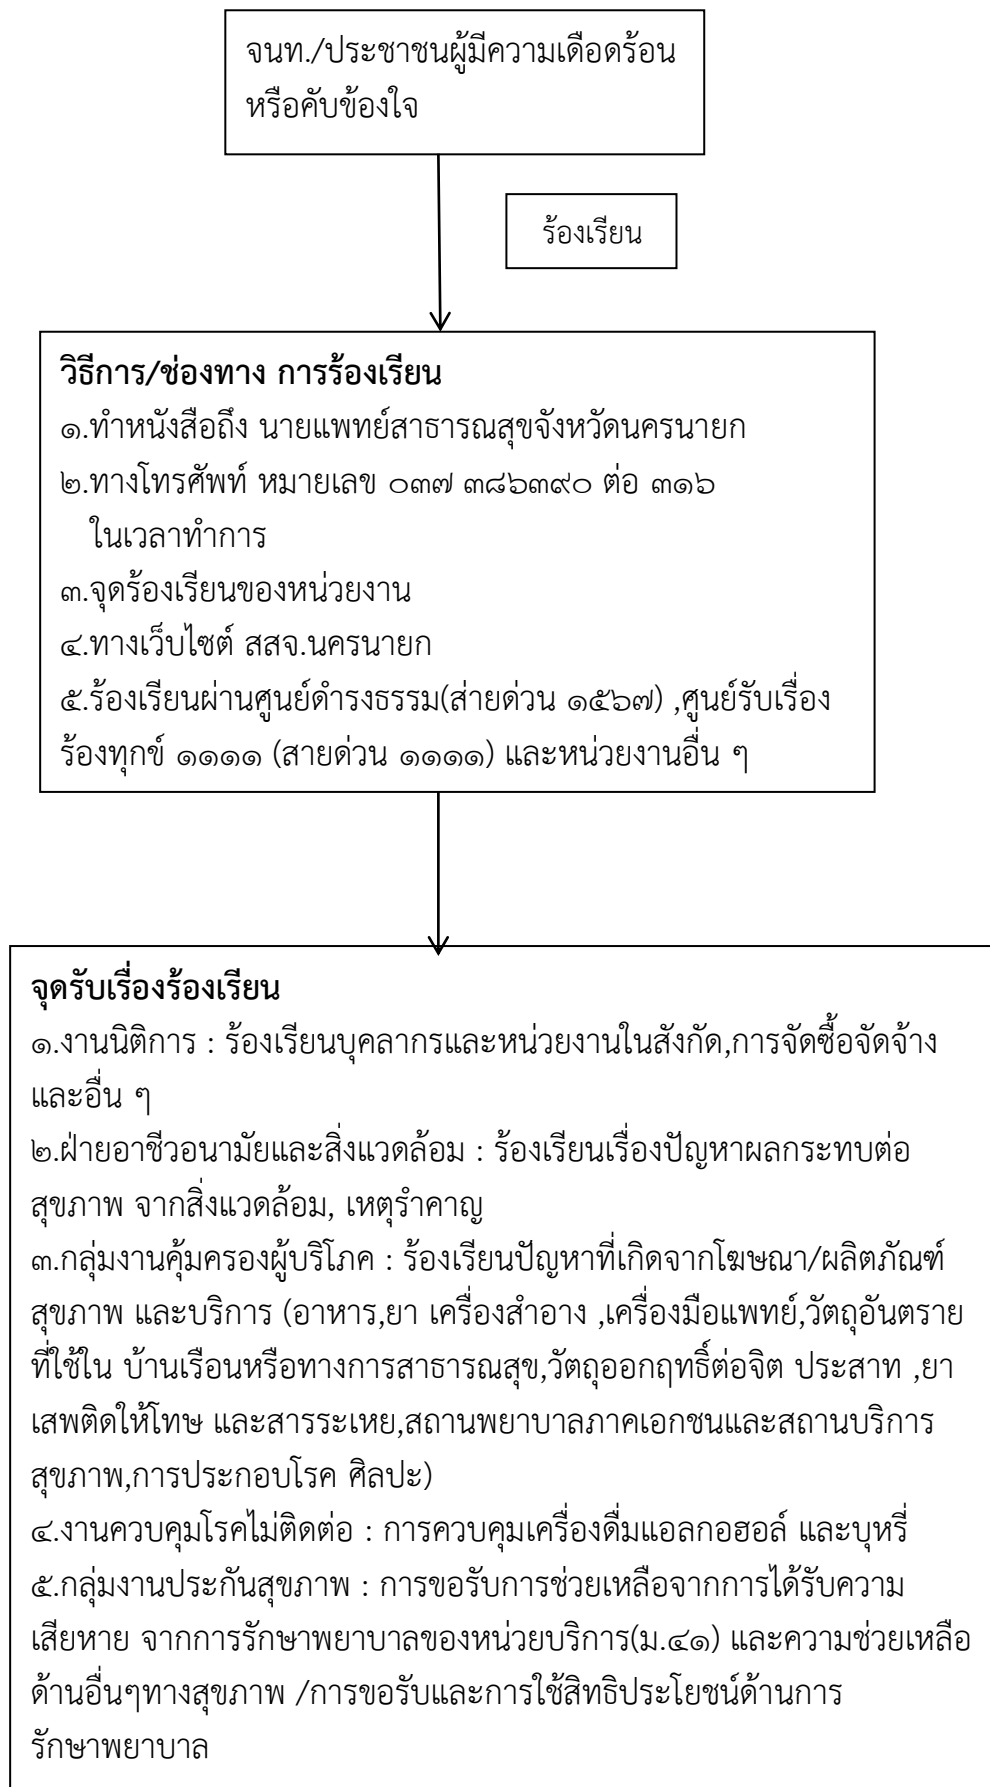 จนท./ประชาชนผู้มีความเดือดร้อน
หรือคับข้องใจ
ร้องเรียน
วิธีการ/ช่องทาง การร้องเรียน
๑.ทำหนังสือถึง นายแพทย์สาธารณสุขจังหวัดนครนายก
๒.ทางโทรศัพท์ หมายเลข ๐๓๗ ๓๘๖๓๙๐ ต่อ ๓๑๖
ในเวลาทำการ
๓.จุดร้องเรียนของหน่วยงาน
๔.ทางเว็บไซต์ สสจ.นครนายก
๕.ร้องเรียนผ่านศูนย์ดำรงธรรม(ส่ายด่วน ๑๕๖๗) ,ศูนย์รับเรื่อง
ร้องทุกข์ ๑๑๑๑ (สายด่วน ๑๑๑๑) และหน่วยงานอื่น ๆ
จุดรับเรื่องร้องเรียน
๑.งานนิติการ : ร้องเรียนบุคลากรและหน่วยงานในสังกัด,การจัดซื้อจัดจ้าง
และอื่น ๆ
๒.ฝ่ายอาชีวอนามัยและสิ่งแวดล้อม : ร้องเรียนเรื่องปัญหาผลกระทบต่อ
สุขภาพ จากสิ่งแวดล้อม, เหตุรำคาญ
๓.กลุ่มงานคุ้มครองผู้บริโภค : ร้องเรียนปัญหาที่เกิดจากโฆษณา/ผลิตภัณฑ์
สุขภาพ และบริการ (อาหาร,ยา เครื่องสำอาง ,เครื่องมือแพทย์,วัตถุอันตราย
ที่ใช้ใน บ้านเรือนหรือทางการสาธารณสุข,วัตถุออกฤทธิ์ต่อจิต ประสาท ,ยา
เสพติดให้โทษ และสารระเหย,สถานพยาบาลภาคเอกชนและสถานบริการ
สุขภาพ,การประกอบโรค ศิลปะ)
๔.งานควบคุมโรคไม่ติดต่อ : การควบคุมเครื่องดื่มแอลกอฮอล์ และบุหรี่
๕.กลุ่มงานประกันสุขภาพ : การขอรับการช่วยเหลือจากการได้รับความ
เสียหาย จากการรักษาพยาบาลของหน่วยบริการ(ม.๔๑) และความช่วยเหลือ
ด้านอื่นๆทางสุขภาพ /การขอรับและการใช้สิทธิประโยชน์ด้านการ
รักษาพยาบาล